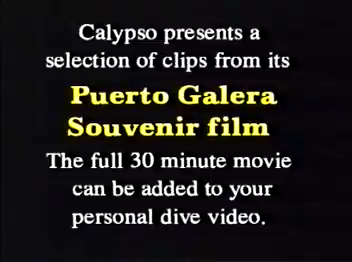 Calypso presents a
selection of clips from its
Puerto Galera
Souvenir film
The full 30 minute movie
can be added to your
personal dive video.